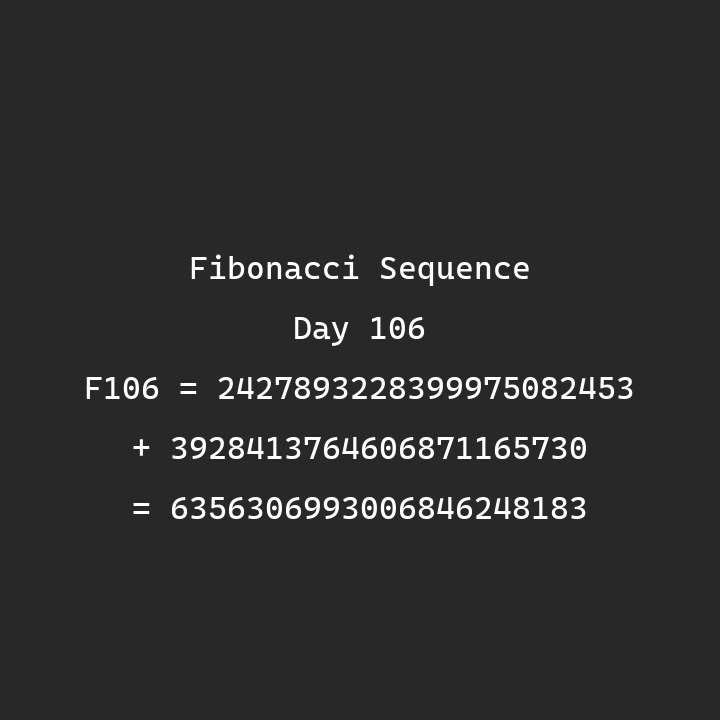 Fibonacci Sequence
Day 106
F106 = 2427893228399975082453
+ 3928413764606871165730
= 6356306993006846248183